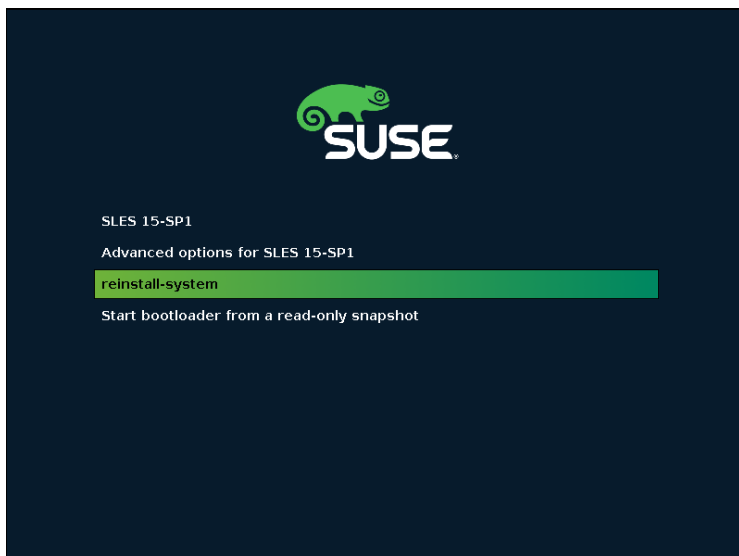 SUSE
SLES 15-SP1
Advanced options for SLES 15-SP1
reinstall-system
Start bootloader from a read-only snapshot